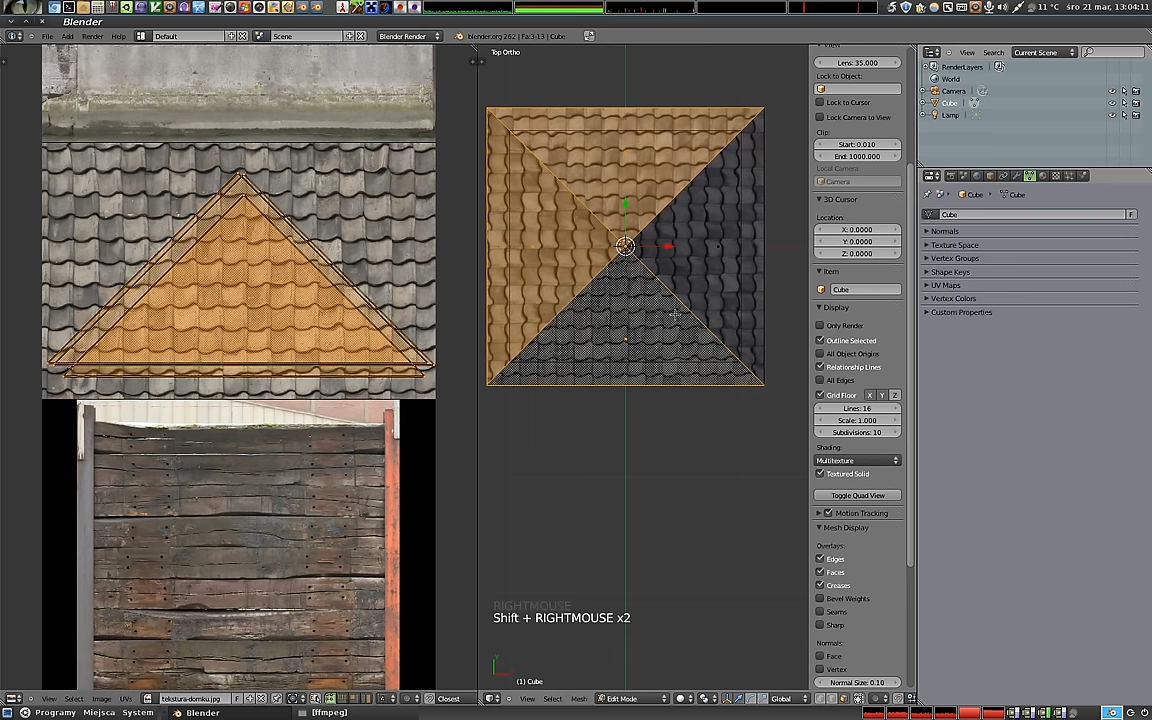 11 °C
śro 21 mar, 13:04:11
Blender
File
Add
Render
Help
Default
Scene
Blender Render
blender.org 262 | Fa:3-13 | Cube
View
Search
Current Scene
Top Ortho
View
Lens: 35.000
Lock to Object:
Lock to Cursor
Lock Camera to View
Clip:
Start: 0.010
End: 1000.000
Local Camera:
Camera
3D Cursor
Location:
X: 0.0000
Y: 0.0000
Z: 0.0000
Item
Cube
Display
Only Render
Outline Selected
All Object Origins
Relationship Lines
All Edges
Grid Floor
X
Y
Z
Lines: 16
Scale: 1.000
Subdivisions: 10
Shading:
Multitexture
Textured Solid
Toggle Quad View
Motion Tracking
Mesh Display
Overlays:
Edges
Faces
Creases
Bevel Weights
Seams
Sharp
Normals:
Face
Vertex
Normal Size: 0.10
RenderLayers
World
Camera
Cube
Lamp
Cube
Cube
Cube
F
Normals
Texture Space
Vertex Groups
Shape Keys
UV Maps
Vertex Colors
Custom Properties
RIGHTMOUSE
Shift + RIGHTMOUSE x2
(1) Cube
View
Select
Image
UVs
tekstura-domku.jpg
F
Closest
View
Select
Mesh
Edit Mode
Global
Programy
Miejsca
System
Blender
[ffmpeg]